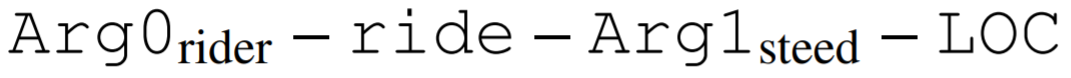 Arg0rider – ride – Arg1steed – LOC